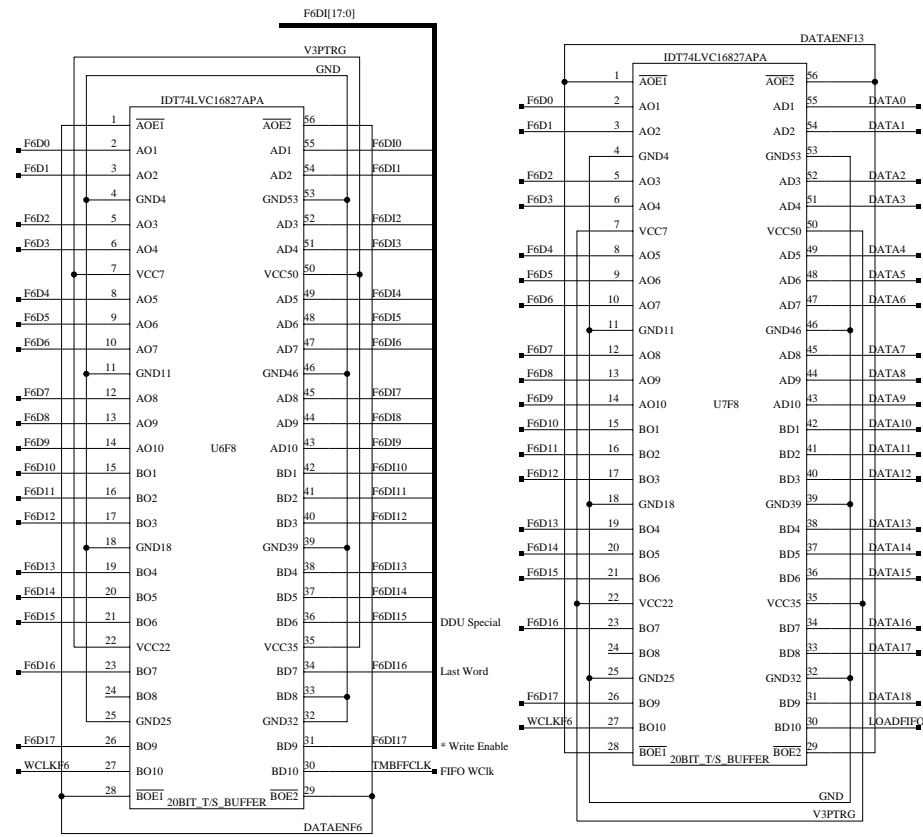 F6DI[17:0]
V3PTRG
GND
IDT74LVC16827APA
1 AOE1 AOE2 56
F6D0 2 AO1 AD1 55 F6DI0
F6D1 3 AO2 AD2 54 F6DI1
4 GND4 GND53 53
F6D2 5 AO3 AD3 52 F6DI2
F6D3 6 AO4 AD4 51 F6DI3
7 VCC7 VCC50 50
F6D4 8 AO5 AD5 49 F6DI4
F6D5 9 AO6 AD6 48 F6DI5
F6D6 10 AO7 AD7 47 F6DI6
11 GND11 GND46 46
F6D7 12 AO8 AD8 45 F6DI7
F6D8 13 AO9 AD9 44 F6DI8
F6D9 14 AO10 U6F8 AD10 43 F6DI9
F6D10 15 BO1 BD1 42 F6DI10
F6D11 16 BO2 BD2 41 F6DI11
F6D12 17 BO3 BD3 40 F6DI12
18 GND18 GND39 39
F6D13 19 BO4 BD4 38 F6DI13
F6D14 20 BO5 BD5 37 F6DI14
F6D15 21 BO6 BD6 36 F6DI15 DDU Special
22 VCC22 VCC35 35
F6D16 23 BO7 BD7 34 F6DI16 Last Word
24 BO8 BD8 33
25 GND25 GND32 32
F6D17 26 BO9 BD9 31 F6DI17 * Write Enable
WCLKF6 27 BO10 BD10 30 TMBFFCLK FIFO WClk
28 BOE1 BOE2 29
20BIT_T/S_BUFFER
DATAENF6
DATAENF13
IDT74LVC16827APA
1 AOE1 AOE2 56
F6D0 2 AO1 AD1 55 DATA0
F6D1 3 AO2 AD2 54 DATA1
4 GND4 GND53 53
F6D2 5 AO3 AD3 52 DATA2
F6D3 6 AO4 AD4 51 DATA3
7 VCC7 VCC50 50
F6D4 8 AO5 AD5 49 DATA4
F6D5 9 AO6 AD6 48 DATA5
F6D6 10 AO7 AD7 47 DATA6
11 GND11 GND46 46
F6D7 12 AO8 AD8 45 DATA7
F6D8 13 AO9 AD9 44 DATA8
F6D9 14 AO10 U7F8 AD10 43 DATA9
F6D10 15 BO1 BD1 42 DATA10
F6D11 16 BO2 BD2 41 DATA11
F6D12 17 BO3 BD3 40 DATA12
18 GND18 GND39 39
F6D13 19 BO4 BD4 38 DATA13
F6D14 20 BO5 BD5 37 DATA14
F6D15 21 BO6 BD6 36 DATA15
22 VCC22 VCC35 35
F6D16 23 BO7 BD7 34 DATA16
24 BO8 BD8 33 DATA17
25 GND25 GND32 32
F6D17 26 BO9 BD9 31 DATA18
WCLKF6 27 BO10 BD10 30 LOADFIFO
28 BOE1 BOE2 29
20BIT_T/S_BUFFER
GND
V3PTRG